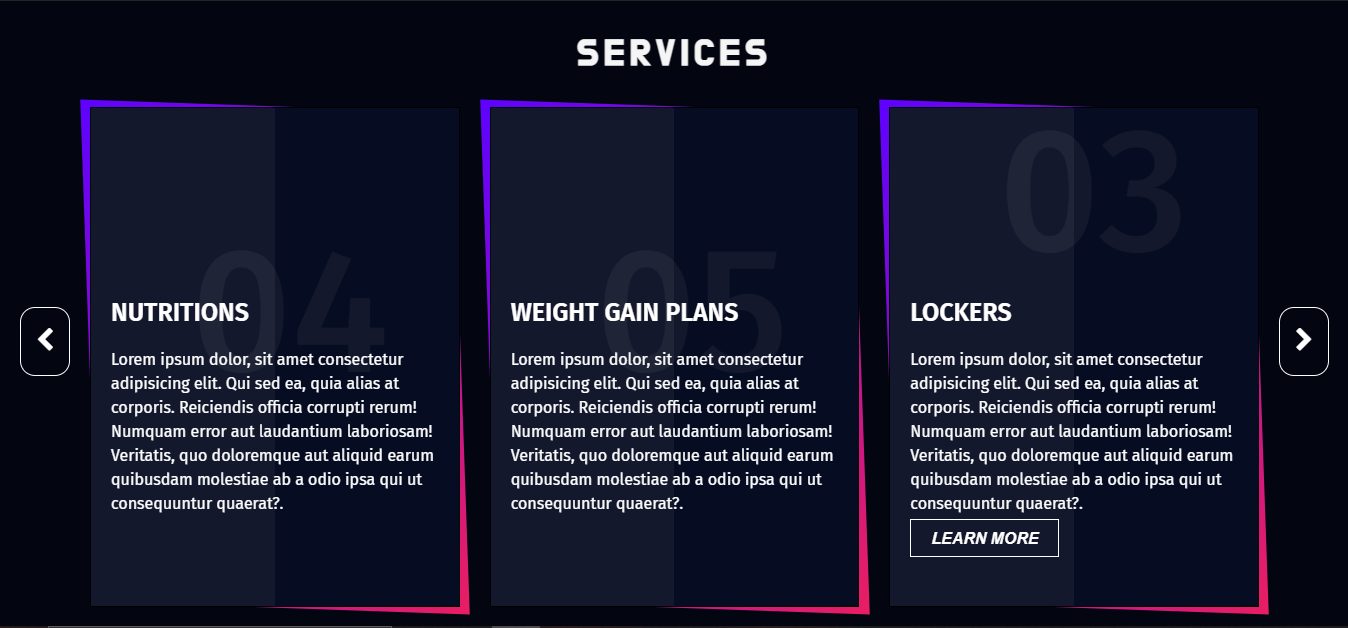 SERVICES
04
NUTRITIONS
Lorem ipsum dolor, sit amet consectetur
adipisicing elit. Qui sed ea, quia alias at
corporis. Reiciendis officia corrupti rerum!
Numquam error aut laudantium laboriosam!
Veritatis, quo doloremque aut aliquid earum
quibusdam molestiae ab a odio ipsa qui ut
consequuntur quaerat?.
05
WEIGHT GAIN PLANS
Lorem ipsum dolor, sit amet consectetur
adipisicing elit. Qui sed ea, quia alias at
corporis. Reiciendis officia corrupti rerum!
Numquam error aut laudantium laboriosam!
Veritatis, quo doloremque aut aliquid earum
quibusdam molestiae ab a odio ipsa qui ut
consequuntur quaerat?.
03
LOCKERS
Lorem ipsum dolor, sit amet consectetur
adipisicing elit. Qui sed ea, quia alias at
corporis. Reiciendis officia corrupti rerum!
Numquam error aut laudantium laboriosam!
Veritatis, quo doloremque aut aliquid earum
quibusdam molestiae ab a odio ipsa qui ut
consequuntur quaerat?.
LEARN MORE